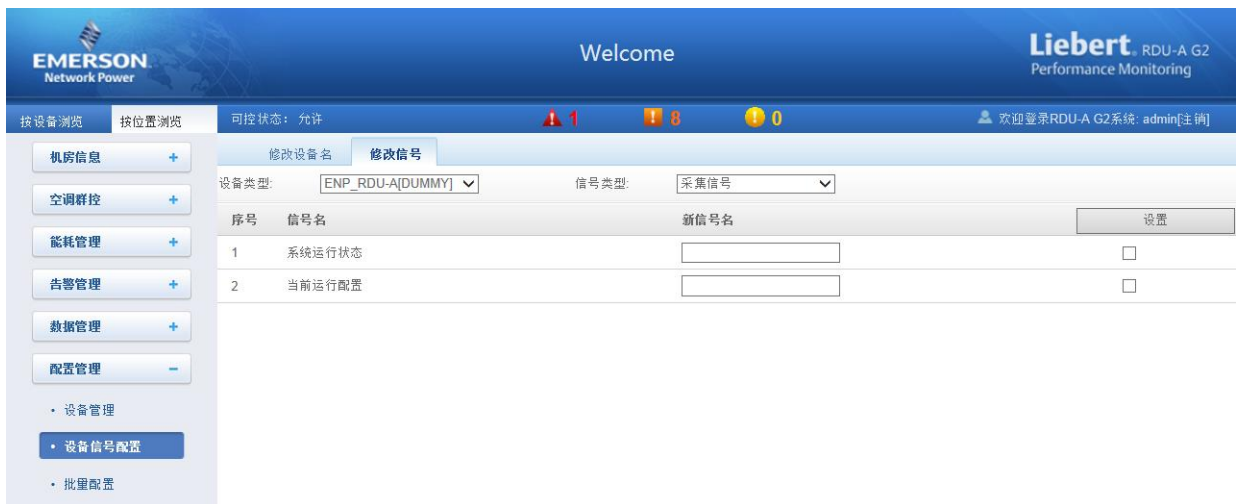 EMERSON
Network Power
Welcome
Liebert® RDU-A G2
Performance Monitoring
按设备浏览 按位置浏览 可控状态：允许 1 8 0 欢迎登录RDU-A G2系统: admin[注销]
机房信息 +
空调群控 +
能耗管理 +
告警管理 +
数据管理 +
配置管理 −
• 设备管理
• 设备信号配置
• 批量配置
修改设备名 修改信号
设备类型: ENP_RDU-A[DUMMY] 信号类型: 采集信号
序号 信号名 新信号名 设置
1 系统运行状态
2 当前运行配置